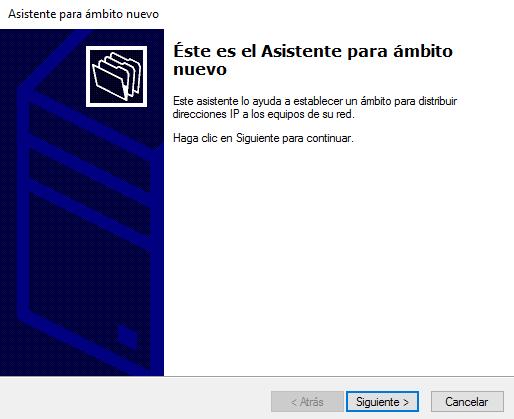 Asistente para ámbito nuevo
Éste es el Asistente para ámbito
nuevo
Este asistente lo ayuda a establecer un ámbito para distribuir
direcciones IP a los equipos de su red.
Haga clic en Siguiente para continuar.
< Atrás
Siguiente >
Cancelar